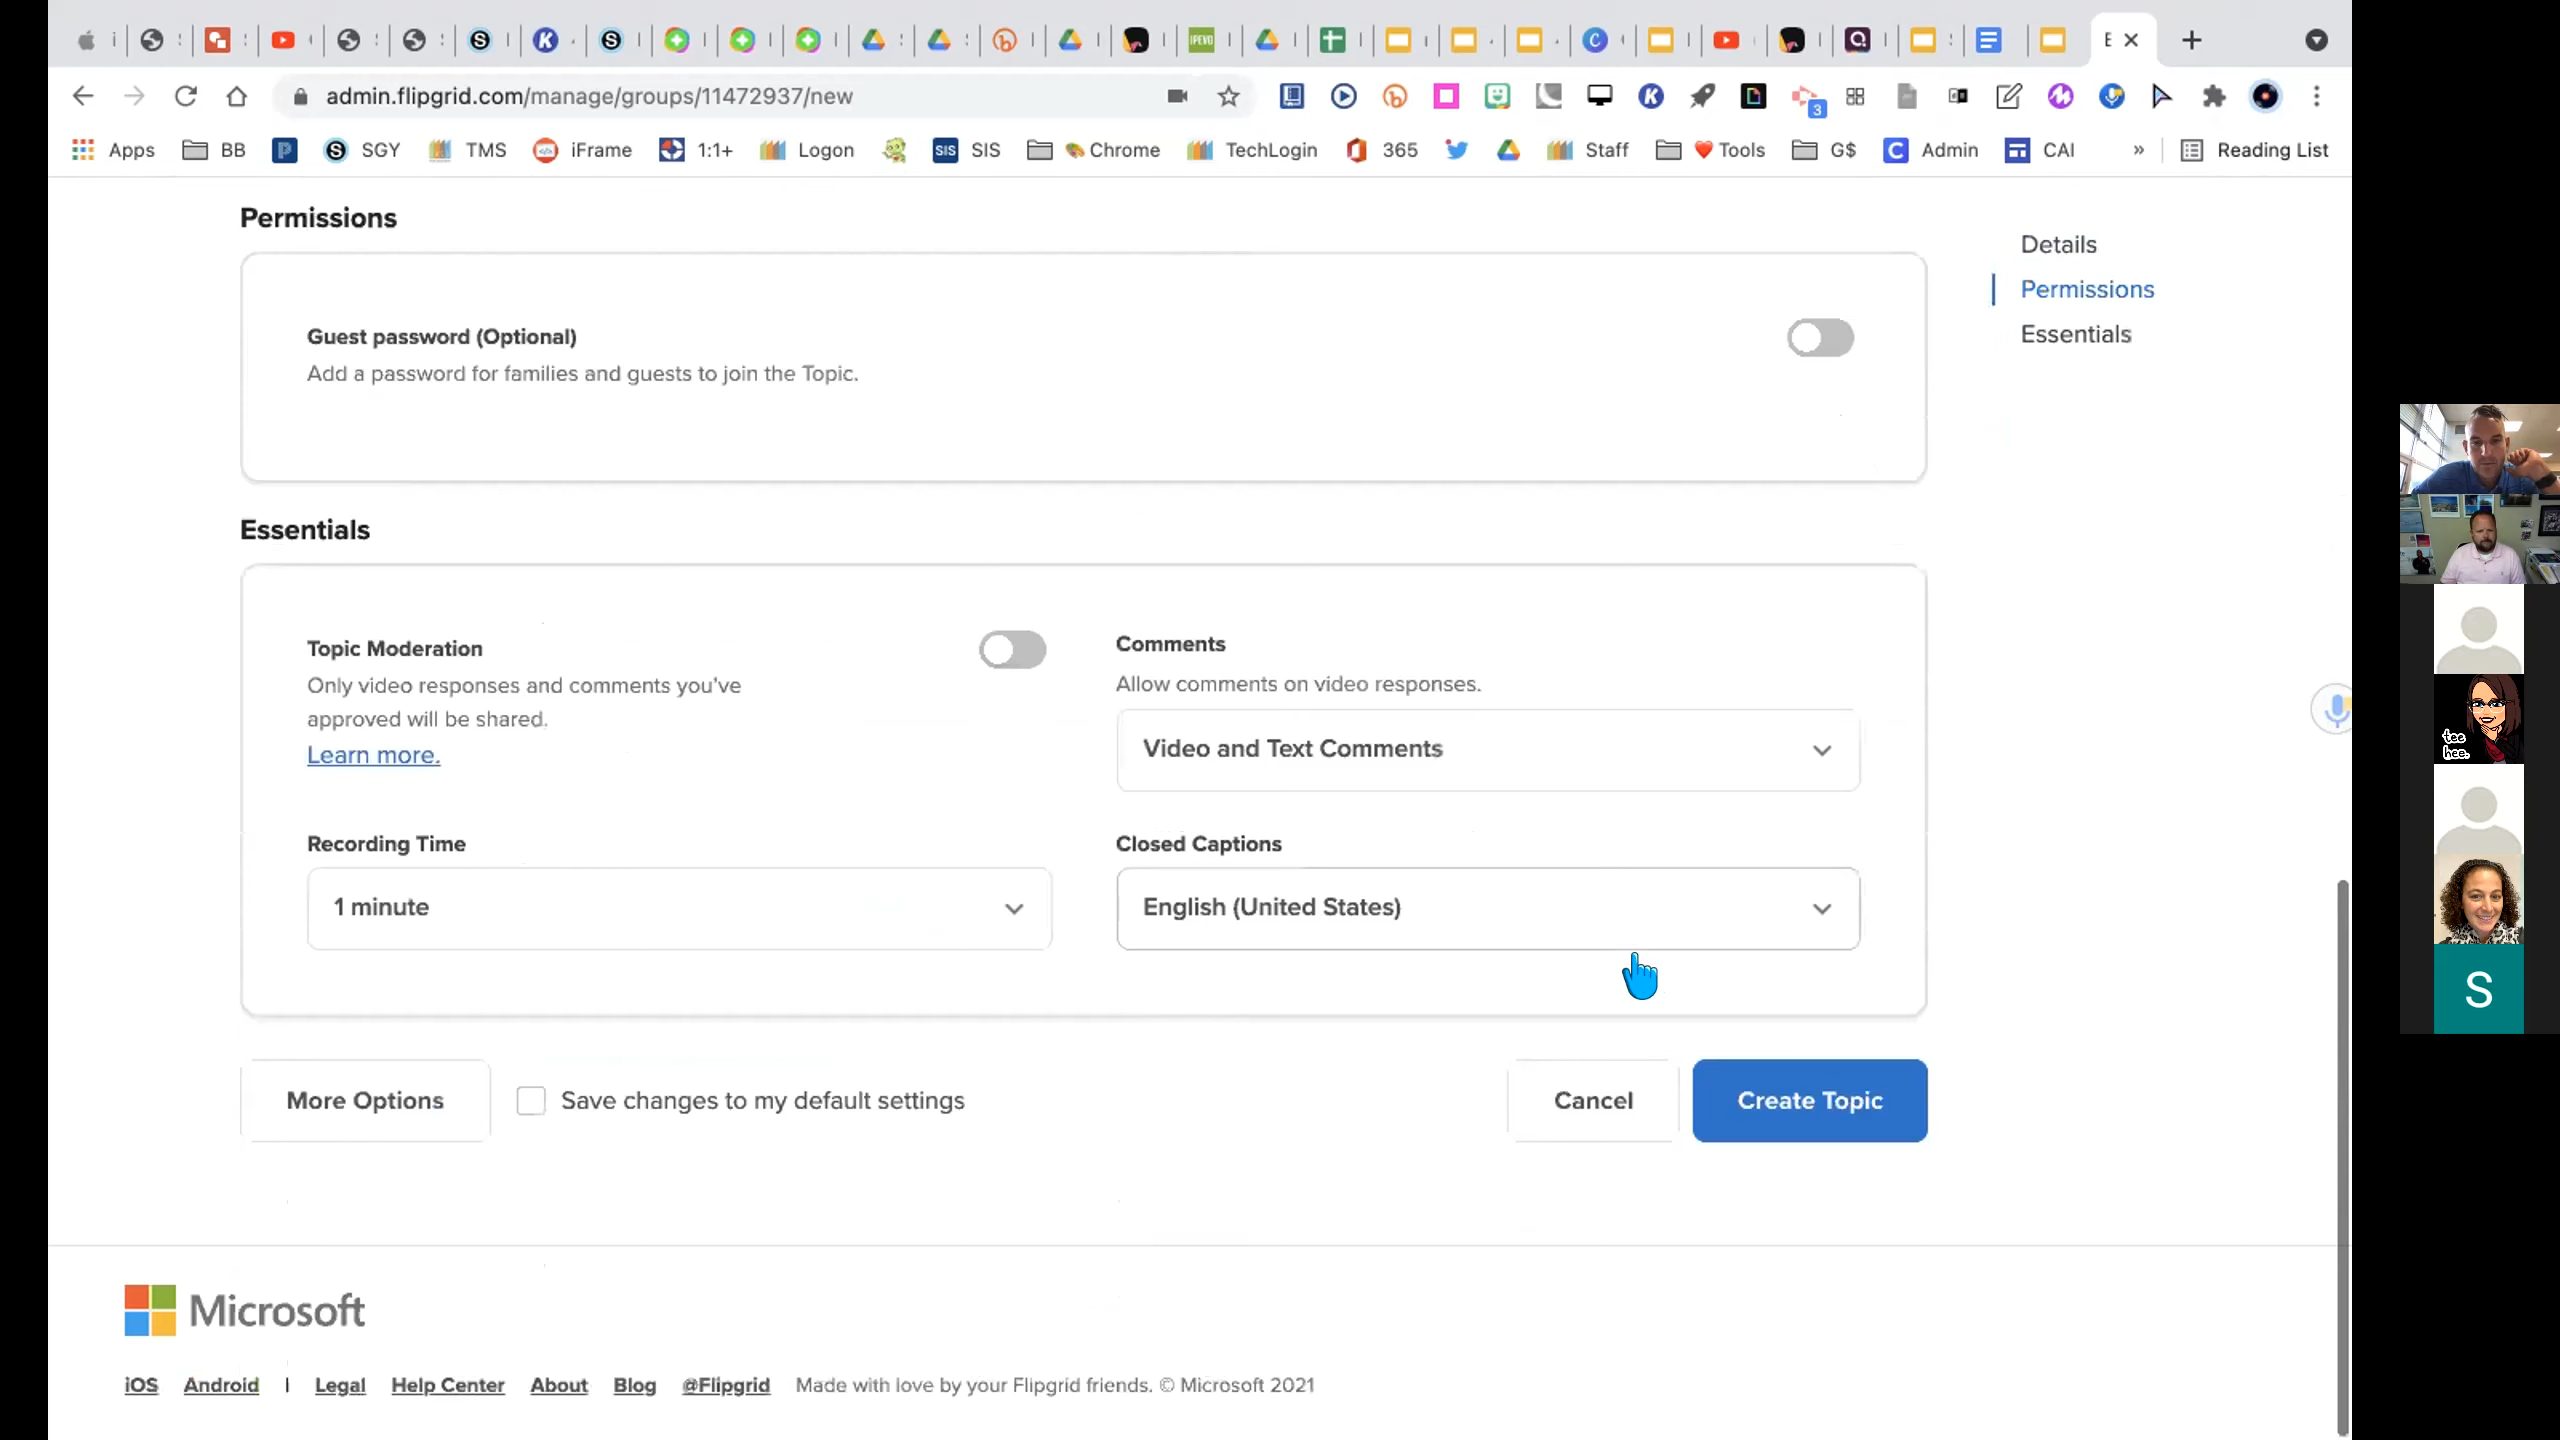 admin.flipgrid.com/manage/groups/11472937/new
3
Apps BB SGY TMS iFrame 1:1+ Logon SIS SIS Chrome TechLogin 365 Staff Tools G$ Admin CAI » Reading List
Permissions
Guest password (Optional)
Add a password for families and guests to join the Topic.
Details
Permissions
Essentials
Essentials
Topic Moderation
Only video responses and comments you've
approved will be shared.
Learn more.
Comments
Allow comments on video responses.
Video and Text Comments
Recording Time
1 minute
Closed Captions
English (United States)
More Options
Save changes to my default settings
Cancel
Create Topic
Microsoft
iOS Android | Legal Help Center About Blog @Flipgrid Made with love by your Flipgrid friends. © Microsoft 2021
tee
hee.
S